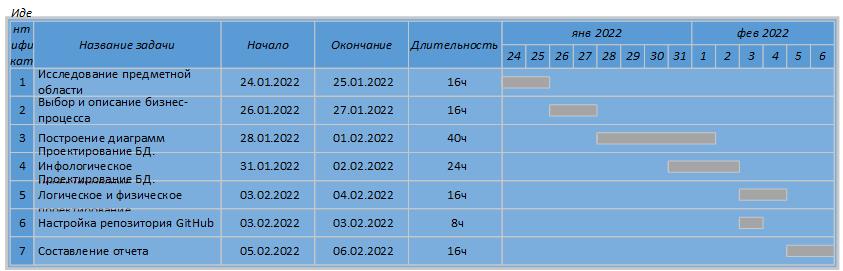 Иде
нт
ифи
кат
Название задачи
Начало
Окончание
Длительность
янв 2022
фев 2022
24 25 26 27 28 29 30 31 1 2 3 4 5 6
1 Исследование предметной области 24.01.2022 25.01.2022 16ч
2 Выбор и описание бизнес-процесса 26.01.2022 27.01.2022 16ч
3 Построение диаграмм 28.01.2022 01.02.2022 40ч
4 Проектирование БД. Инфологическое 31.01.2022 02.02.2022 24ч
5 Проектирование БД. Логическое и физическое проектирование 03.02.2022 04.02.2022 16ч
6 Настройка репозитория GitHub 03.02.2022 03.02.2022 8ч
7 Составление отчета 05.02.2022 06.02.2022 16ч